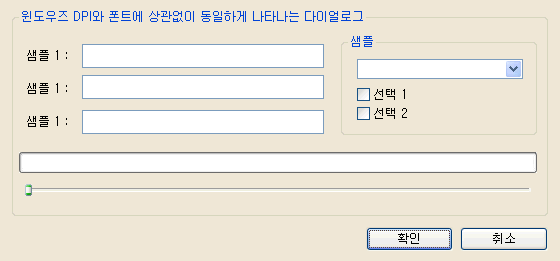 윈도우즈 DPI와 폰트에 상관없이 동일하게 나타나는 다이얼로그
샘플 1 :
샘플 1 :
샘플 1 :
샘플
선택 1
선택 2
확인
취소